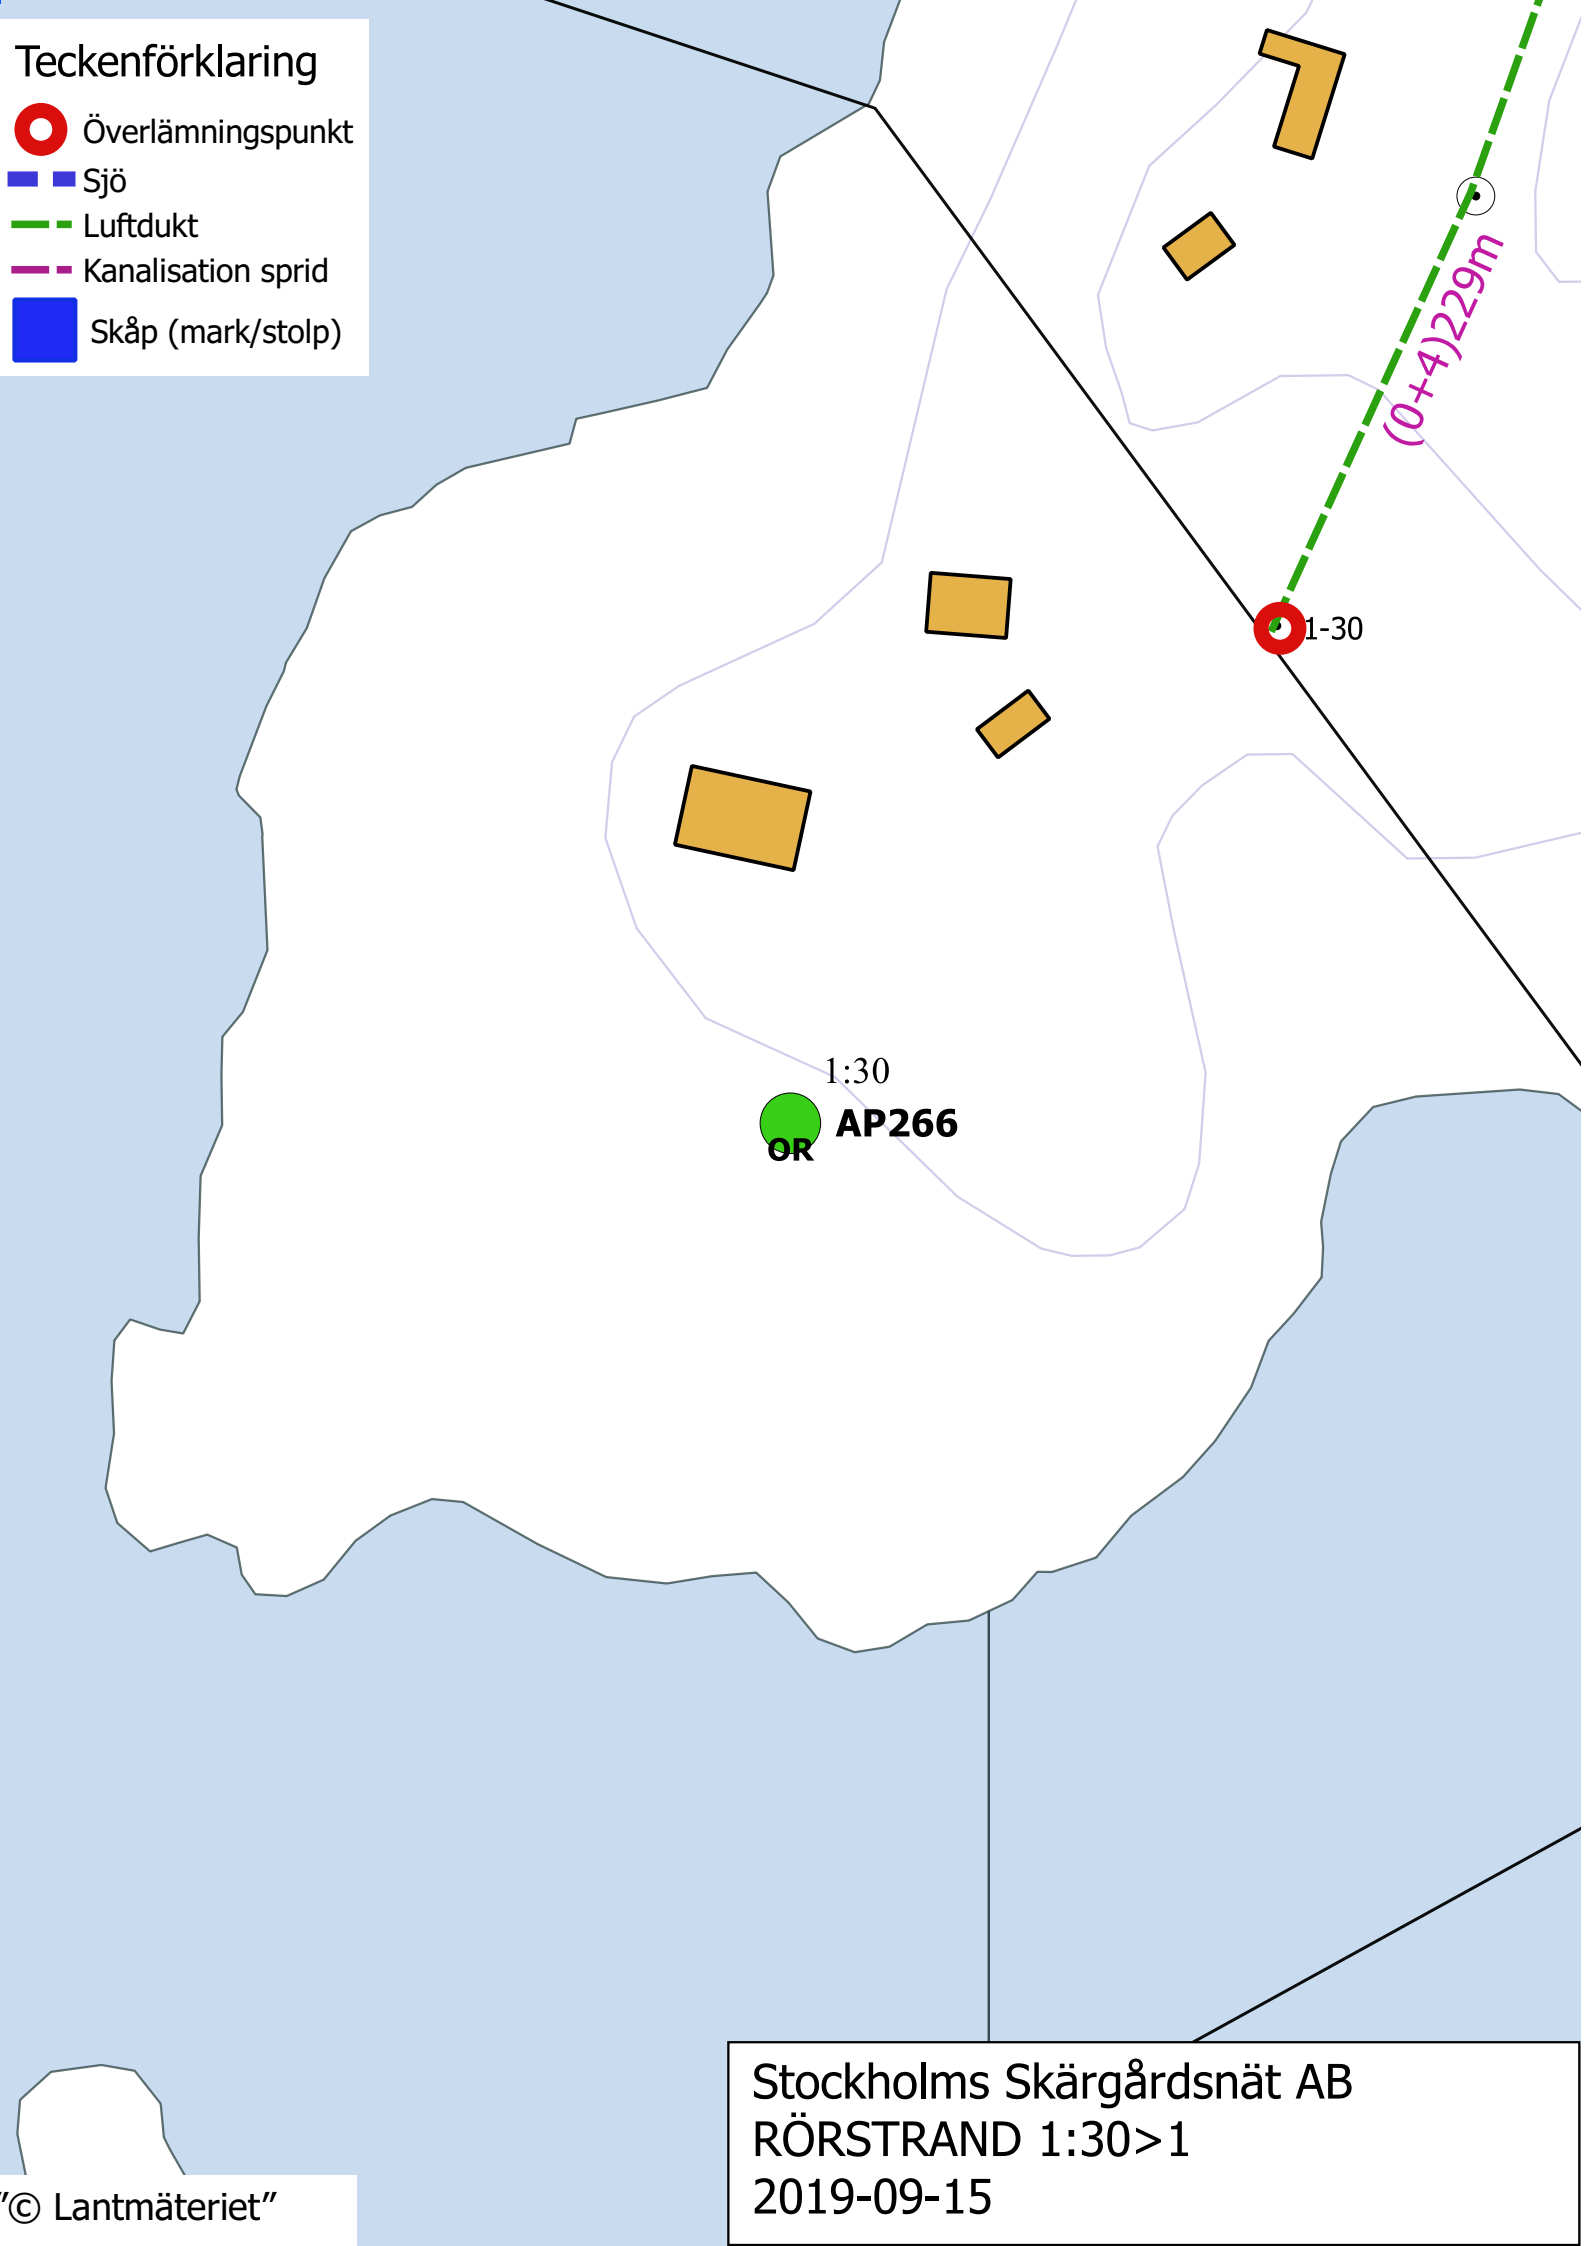 Teckenförklaring
Överlämningspunkt
Sjö
Luftdukt
Kanalisation sprid
Skåp (mark/stolp)
(0+4)229m
1-30
1:30
AP266
OR
Stockholms Skärgårdsnät AB
RÖRSTRAND 1:30>1
2019-09-15
”© Lantmäteriet”